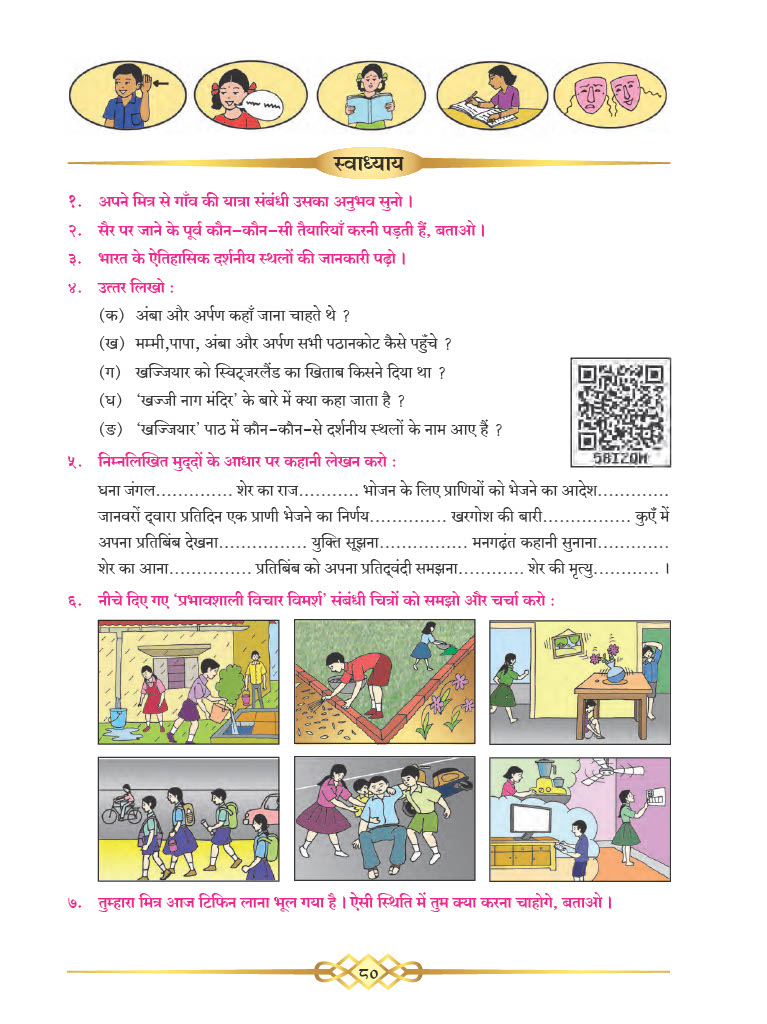 स्वाध्याय
१. अपने मित्र से गाँव की यात्रा संबंधी उसका अनुभव सुनो ।
२. सैर पर जाने के पूर्व कौन-कौन-सी तैयारियाँ करनी पड़ती हैं, बताओ ।
३. भारत के ऐतिहासिक दर्शनीय स्थलों की जानकारी पढ़ो ।
४. उत्तर लिखो :
(क) अंबा और अर्पण कहाँ जाना चाहते थे ?
(ख) मम्मी,पापा, अंबा और अर्पण सभी पठानकोट कैसे पहुँचे ?
(ग) खज्जियार को स्विट्जरलैंड का खिताब किसने दिया था ?
(घ) ‘खज्जी नाग मंदिर’ के बारे में क्या कहा जाता है ?
(ङ) ‘खज्जियार’ पाठ में कौन-कौन-से दर्शनीय स्थलों के नाम आए हैं ?
58IZQM
५. निम्नलिखित मुद्दों के आधार पर कहानी लेखन करो :
घना जंगल.............. शेर का राज........... भोजन के लिए प्राणियों को भेजने का आदेश.............
जानवरों द्वारा प्रतिदिन एक प्राणी भेजने का निर्णय.............. खरगोश की बारी................ कुएँ में
अपना प्रतिबिंब देखना................ युक्ति सूझना................ मनगढ़ंत कहानी सुनाना.............
शेर का आना............... प्रतिबिंब को अपना प्रतिद्वंदी समझना............ शेर की मृत्यु............ ।
६. नीचे दिए गए ‘प्रभावशाली विचार विमर्श’ संबंधी चित्रों को समझो और चर्चा करो :
७. तुम्हारा मित्र आज टिफिन लाना भूल गया है । ऐसी स्थिति में तुम क्या करना चाहोगे, बताओ ।
८०